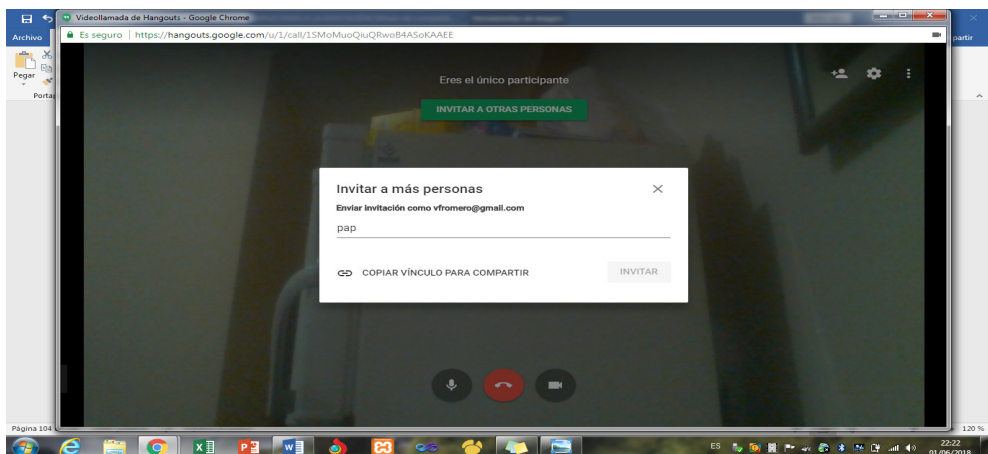 Videollamada de Hangouts - Google Chrome
Archivo
Es seguro | https://hangouts.google.com/u/1/call/1SMoMuoQiuQRwoB4ASoKAAEE
partir
Pegar
Porta
Eres el único participante
INVITAR A OTRAS PERSONAS
Invitar a más personas
Enviar invitación como vfromero@gmail.com
pap
COPIAR VÍNCULO PARA COMPARTIR
INVITAR
Página 104
120 %
ES
22:22
01/06/2018